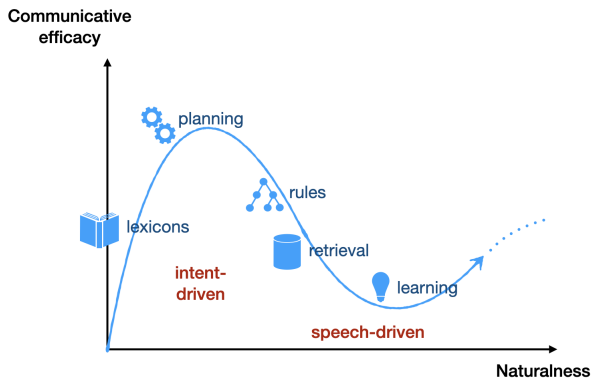 Communicative
efficacy
planning
rules
lexicons
retrieval
intent-
driven
learning
speech-driven
Naturalness